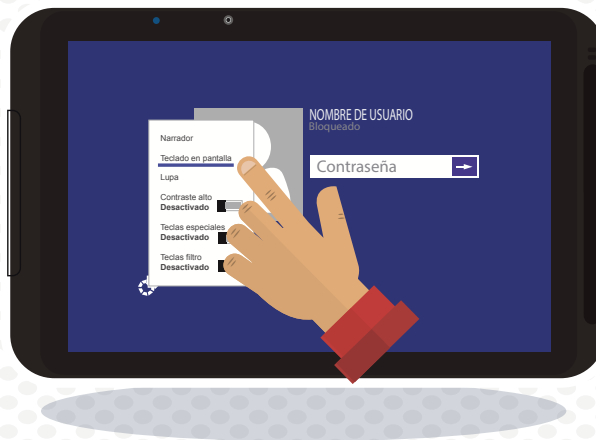 NOMBRE DE USUARIO
Bloqueado
Contraseña
Narrador
Teclado en pantalla
Lupa
Contraste alto
Desactivado
Teclas especiales
Desactivado
Teclas filtro
Desactivado